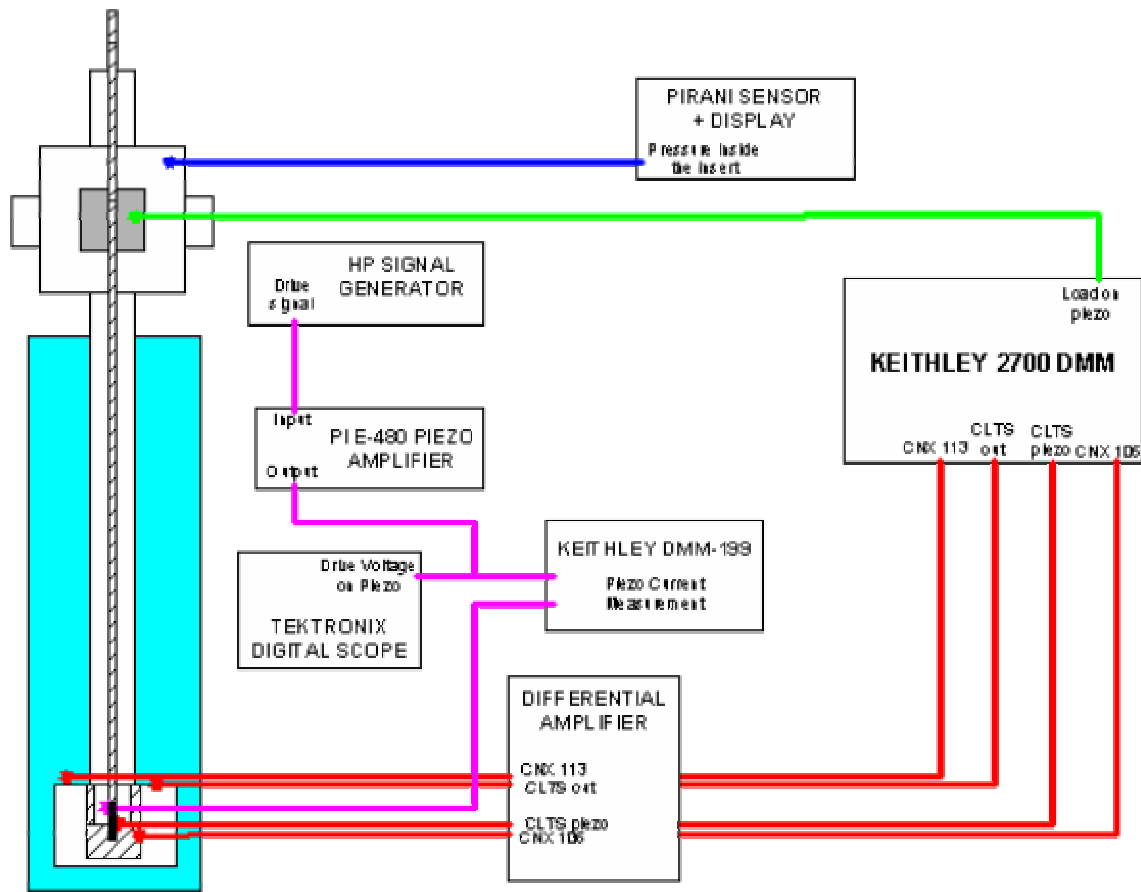 PIRANI SENSOR
+ DISPLAY
Pressure inside
the insert
HP SIGNAL
GENERATOR
Drive
signal
Load on
piezo
KEITHLEY 2700 DMM
CNX 113
CLTS
out
CLTS
piezo
CNX 106
Input
PI E-480 PIEZO
AMPLIFIER
Output
Drive Voltage
on Piezo
TEKTRONIX
DIGITAL SCOPE
KEITHLEY DMM-199
Piezo Current
Measurement
DIFFERENTIAL
AMPLIFIER
CNX 113
CLTS out
CLTS piezo
CNX 106